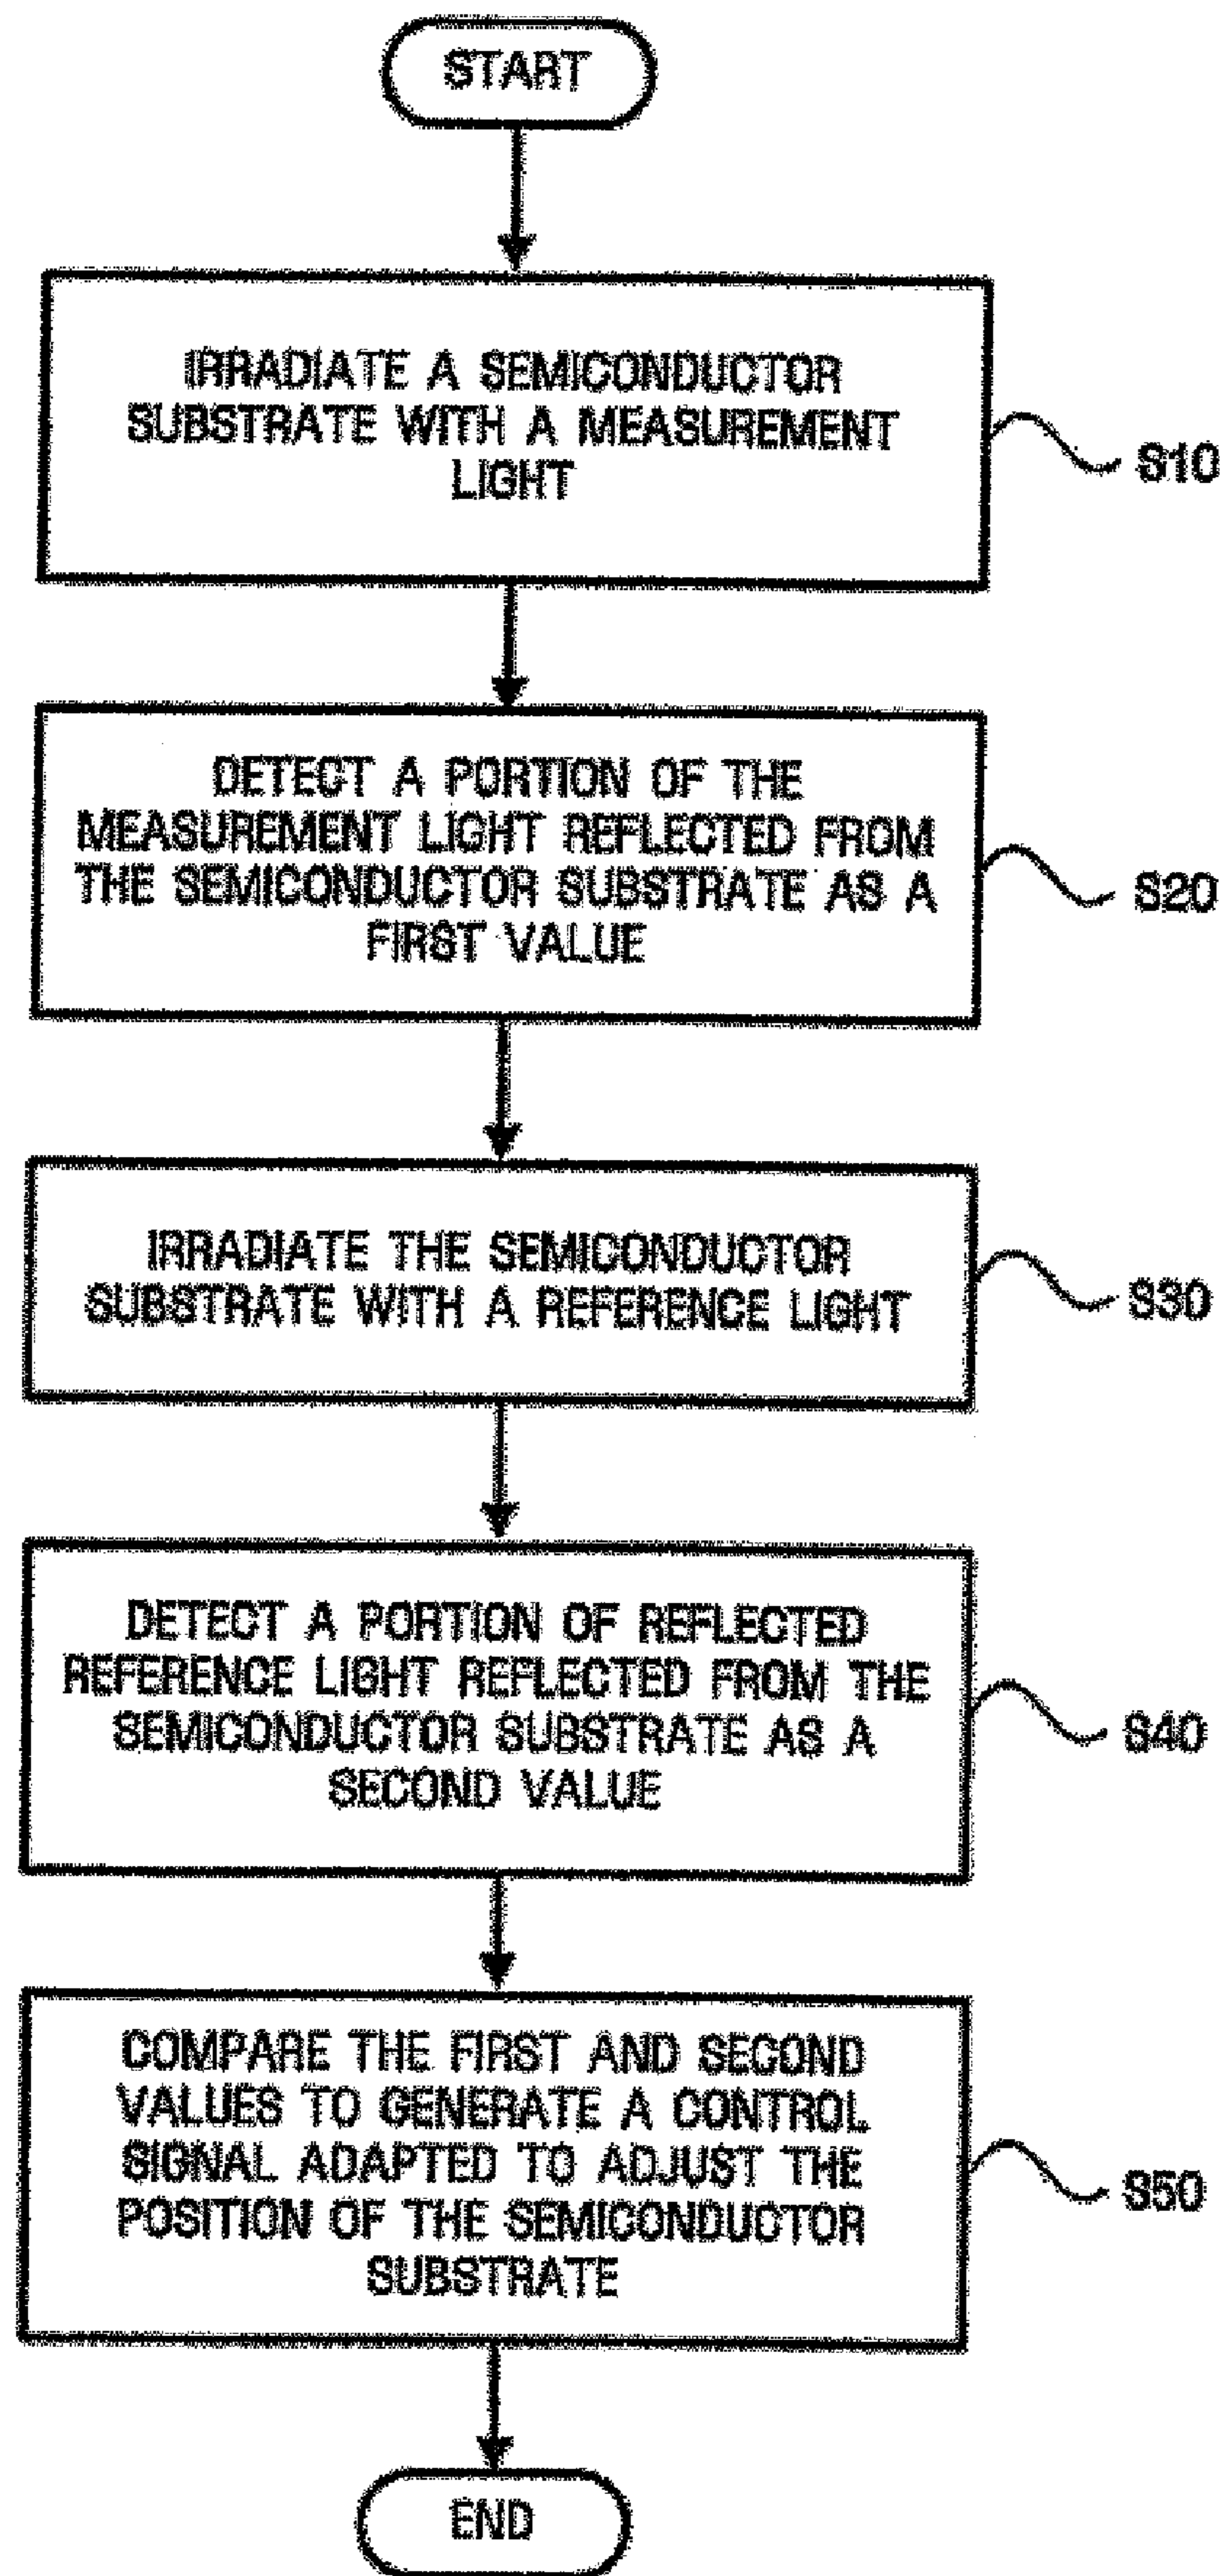 START
IRRADIATE A SEMICONDUCTOR
SUBSTRATE WITH A MEASUREMENT
LIGHT
S10
DETECT A PORTION OF THE
MEASUREMENT LIGHT REFLECTED FROM
THE SEMICONDUCTOR SUBSTRATE AS A
FIRST VALUE
S20
IRRADIATE THE SEMICONDUCTOR
SUBSTRATE WITH A REFERENCE LIGHT
S30
DETECT A PORTION OF REFLECTED
REFERENCE LIGHT REFLECTED FROM THE
SEMICONDUCTOR SUBSTRATE AS A
SECOND VALUE
S40
COMPARE THE FIRST AND SECOND
VALUES TO GENERATE A CONTROL
SIGNAL ADAPTED TO ADJUST THE
POSITION OF THE SEMICONDUCTOR
SUBSTRATE
S50
END